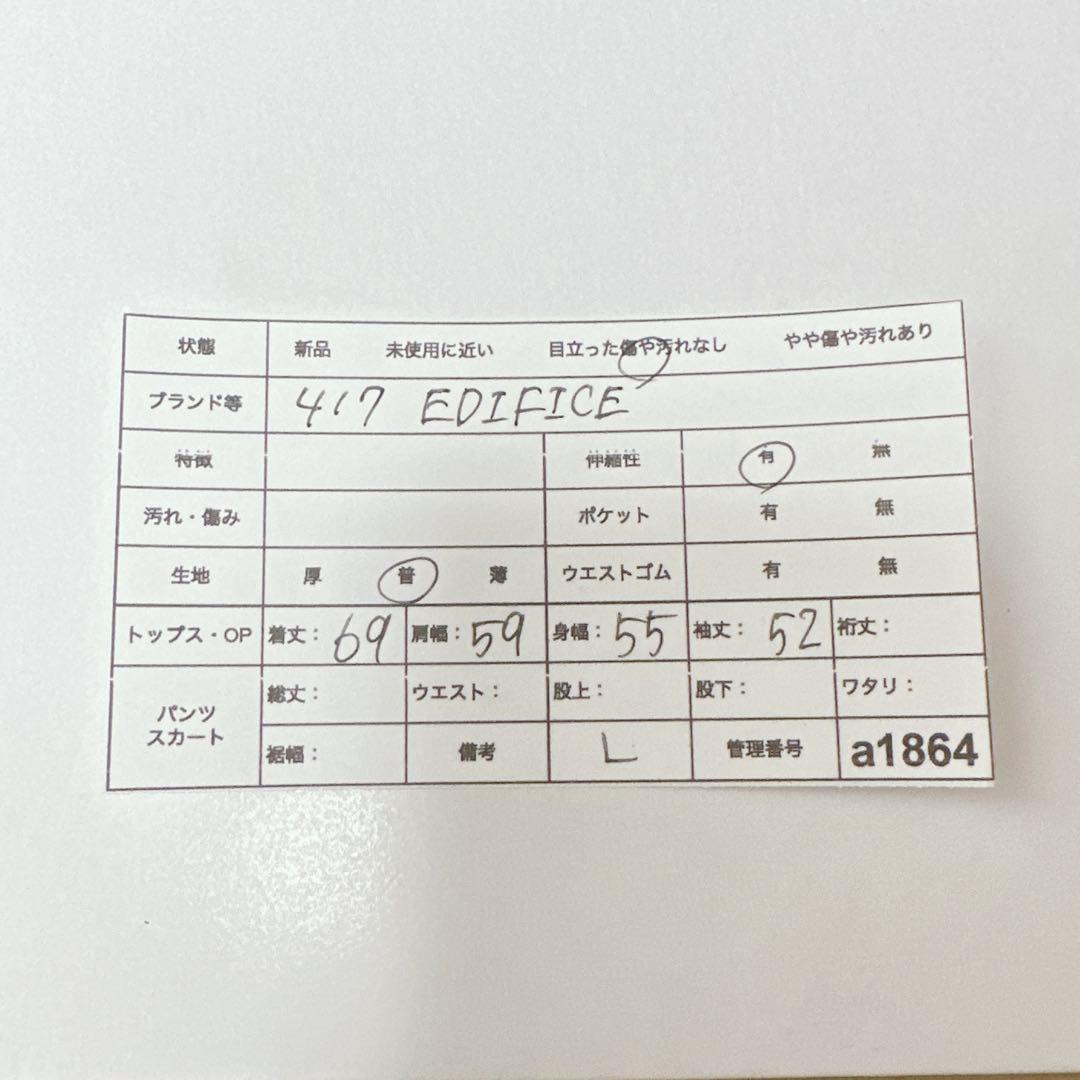 状態 新品 未使用に近い 目立った傷や汚れなし やや傷や汚れあり
ブランド等 417 EDIFICE
特徴 伸縮性 有 無
汚れ・傷み ポケット 有 無
生地 厚 普 薄 ウエストゴム 有 無
トップス・OP 着丈: 69 肩幅: 59 身幅: 55 袖丈: 52 裄丈:
パンツ スカート 総丈: ウエスト: 股上: 股下: ワタリ:
裾幅: 備考 L 管理番号 a1864